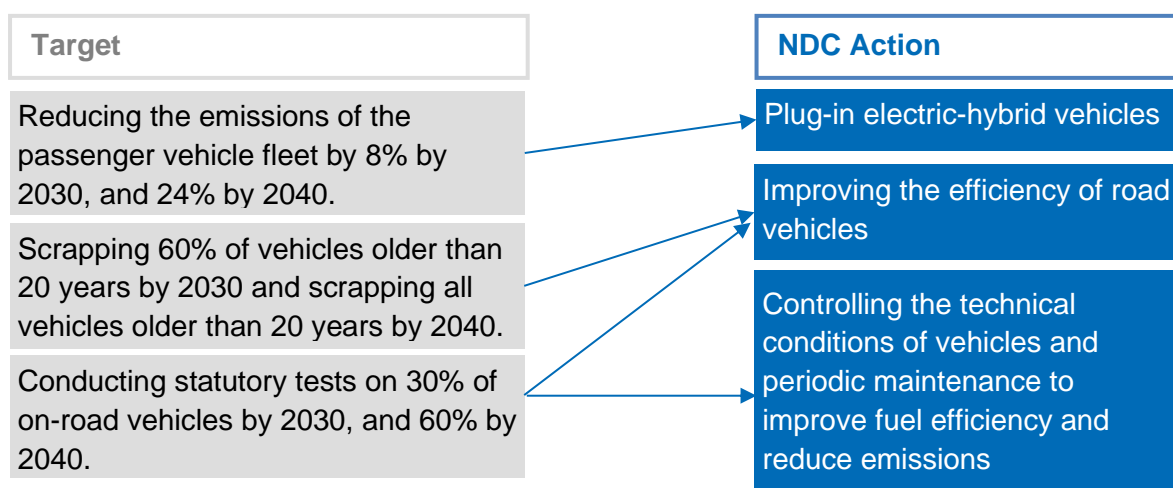 Target
Reducing the emissions of the
passenger vehicle fleet by 8% by
2030, and 24% by 2040.
Scrapping 60% of vehicles older than
20 years by 2030 and scrapping all
vehicles older than 20 years by 2040.
Conducting statutory tests on 30% of
on-road vehicles by 2030, and 60% by
2040.
NDC Action
Plug-in electric-hybrid vehicles
Improving the efficiency of road
vehicles
Controlling the technical
conditions of vehicles and
periodic maintenance to
improve fuel efficiency and
reduce emissions